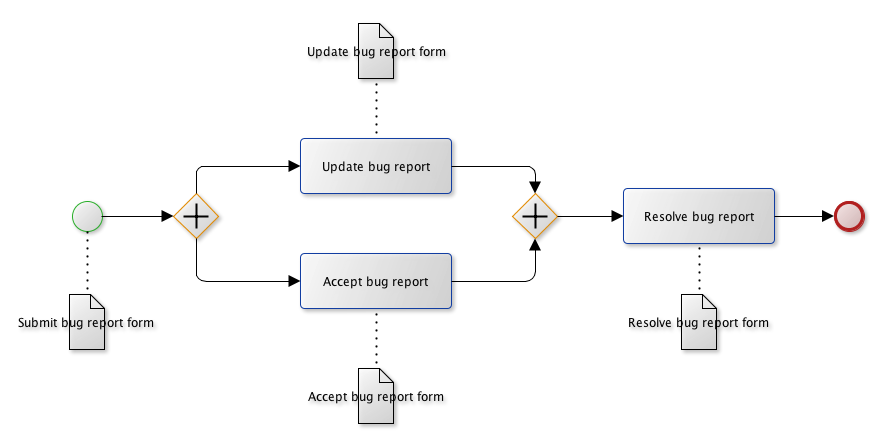 Update bug report form
Update bug report
Resolve bug report
Accept bug report
Submit bug report form
Resolve bug report form
Accept bug report form